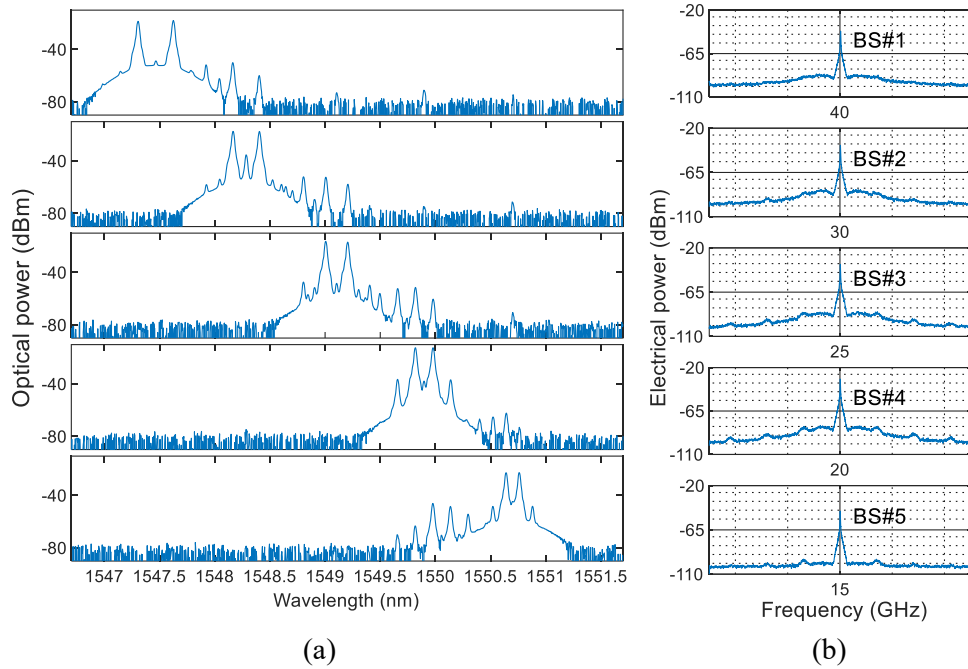 Optical power (dBm)
-40
-80
-40
-80
-40
-80
-40
-80
-40
-80
1547 1547.5 1548 1548.5 1549 1549.5 1550 1550.5 1551 1551.5
Wavelength (nm)
(a)
Electrical power (dBm)
-20
BS#1
-65
-110
40
-20
BS#2
-65
-110
30
-20
BS#3
-65
-110
25
-20
BS#4
-65
-110
20
-20
BS#5
-65
-110
15
Frequency (GHz)
(b)